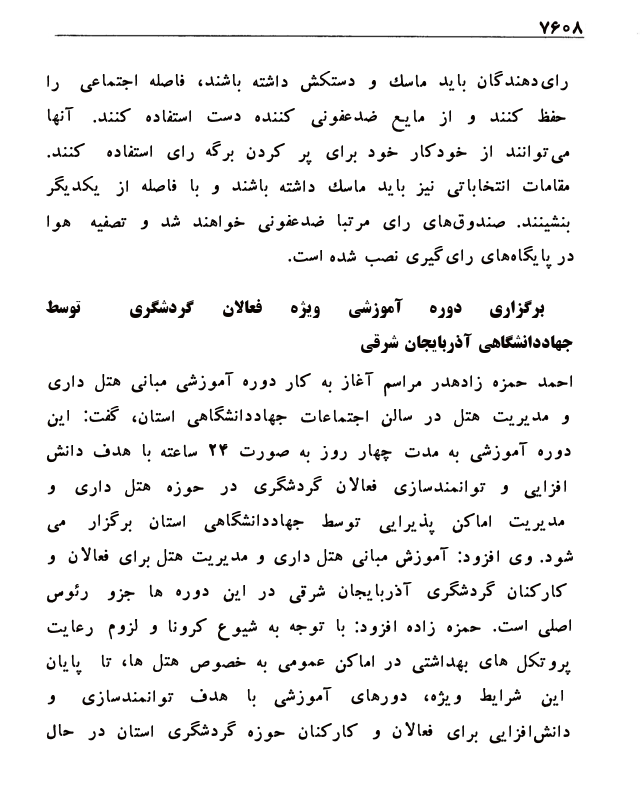 ۷۶۰۸
رای‌دهندگان باید ماسك و دستکش داشته باشند، فاصله اجتماعی را
حفظ کنند و از مایع ضدعفونی کننده دست استفاده کنند. آنها
می‌توانند از خودکار خود برای پر کردن برگه رای استفاده کنند.
مقامات انتخاباتی نیز باید ماسك داشته باشند و با فاصله از یکدیگر
بنشینند. صندوق‌های رای مرتبا ضدعفونی خواهند شد و تصفیه هوا
در پایگاه‌های رای‌گیری نصب شده است.
برگزاری دوره آموزشی ویژه فعالان گردشگری توسط
جهاددانشگاهی آذربایجان شرقی
احمد حمزه زادهدر مراسم آغاز به کار دوره آموزشی مبانی هتل داری
و مدیریت هتل در سالن اجتماعات جهاددانشگاهی استان، گفت: این
دوره آموزشی به مدت چهار روز به صورت ۲۴ ساعته با هدف دانش
افزایی و توانمندسازی فعالان گردشگری در حوزه هتل داری و
مدیریت اماکن پذیرایی توسط جهاددانشگاهی استان برگزار می
شود. وی افزود: آموزش مبانی هتل داری و مدیریت هتل برای فعالان و
کارکنان گردشگری آذربایجان شرقی در این دوره ها جزو رئوس
اصلی است. حمزه زاده افزود: با توجه به شیوع کرونا و لزوم رعایت
پروتکل های بهداشتی در اماکن عمومی به خصوص هتل ها، تا پایان
این شرایط ویژه، دورهای آموزشی با هدف توانمندسازی و
دانش‌افزایی برای فعالان و کارکنان حوزه گردشگری استان در حال